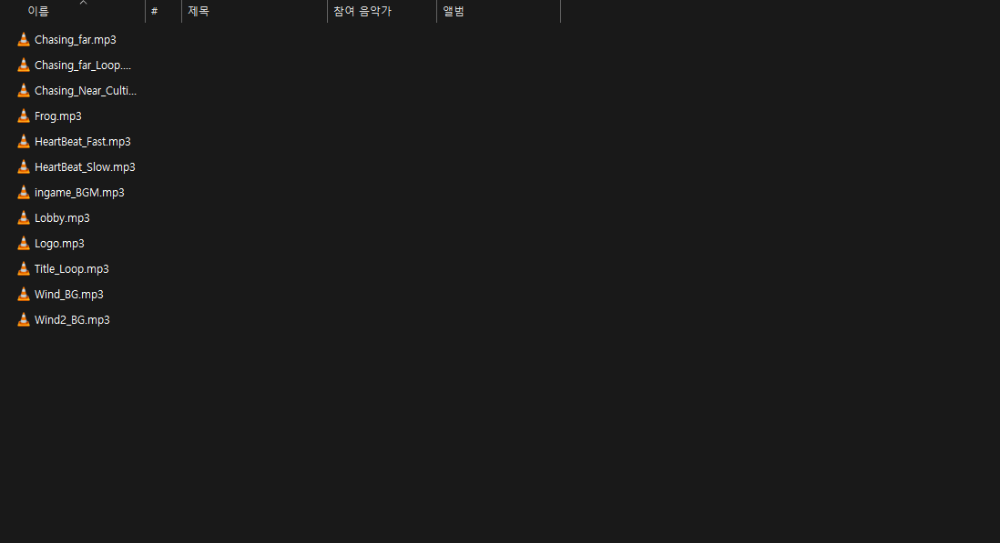 이름 # 제목 참여 음악가 앨범
Chasing_far.mp3
Chasing_far_Loop....
Chasing_Near_Culti...
Frog.mp3
HeartBeat_Fast.mp3
HeartBeat_Slow.mp3
ingame_BGM.mp3
Lobby.mp3
Logo.mp3
Title_Loop.mp3
Wind_BG.mp3
Wind2_BG.mp3